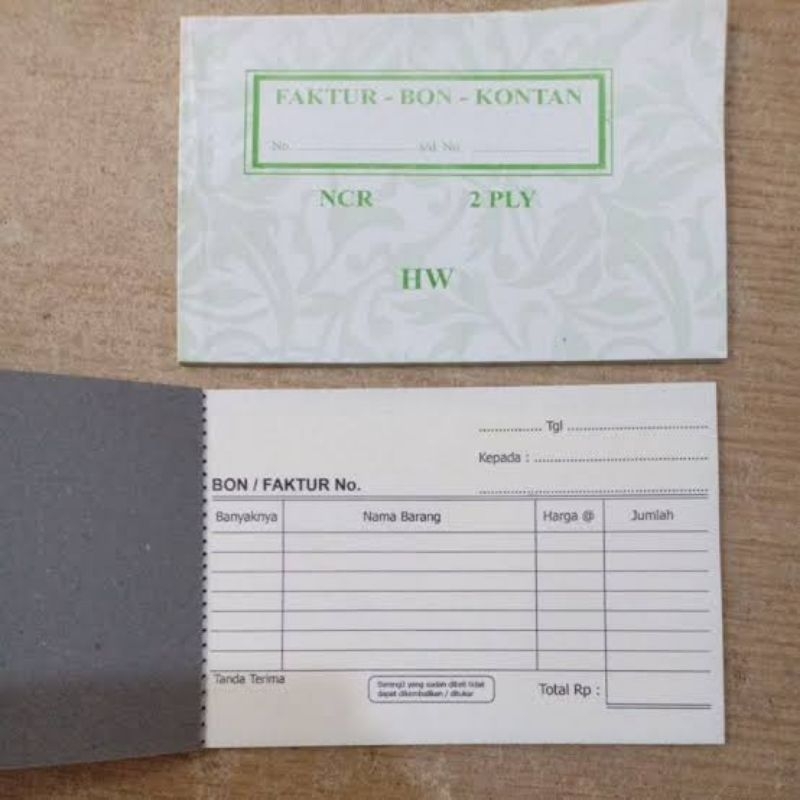 FAKTUR - BON - KONTAN
No. .......................... s/d. No. ..........................
NCR 2 PLY
HW
.................. Tgl ..........................................
Kepada : ..................................................
..................................................................
BON / FAKTUR No.
Banyaknya Nama Barang Harga @ Jumlah
Tanda Terima
Barang2 yang sudah dibeli tidak
dapat dikembalikan / ditukar
Total Rp :